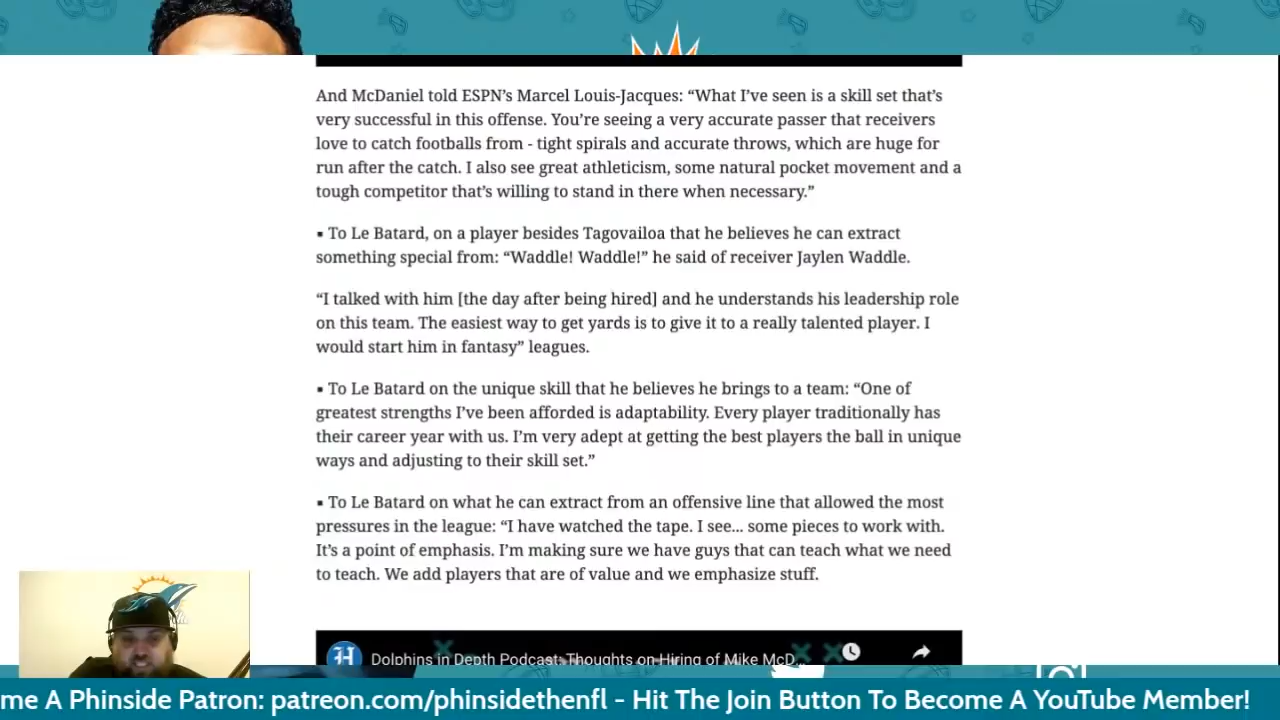 And McDaniel told ESPN’s Marcel Louis-Jacques: “What I’ve seen is a skill set that’s
very successful in this offense. You’re seeing a very accurate passer that receivers
love to catch footballs from - tight spirals and accurate throws, which are huge for
run after the catch. I also see great athleticism, some natural pocket movement and a
tough competitor that’s willing to stand in there when necessary.”
▪ To Le Batard, on a player besides Tagovailoa that he believes he can extract
something special from: “Waddle! Waddle!” he said of receiver Jaylen Waddle.
“I talked with him [the day after being hired] and he understands his leadership role
on this team. The easiest way to get yards is to give it to a really talented player. I
would start him in fantasy” leagues.
▪ To Le Batard on the unique skill that he believes he brings to a team: “One of
greatest strengths I’ve been afforded is adaptability. Every player traditionally has
their career year with us. I’m very adept at getting the best players the ball in unique
ways and adjusting to their skill set.”
▪ To Le Batard on what he can extract from an offensive line that allowed the most
pressures in the league: “I have watched the tape. I see... some pieces to work with.
It’s a point of emphasis. I’m making sure we have guys that can teach what we need
to teach. We add players that are of value and we emphasize stuff.
H Dolphins in Depth Podcast: Thoughts on Hiring of Mike McD...
me A Phinside Patron: patreon.com/phinsidethenfl - Hit The Join Button To Become A YouTube Member!